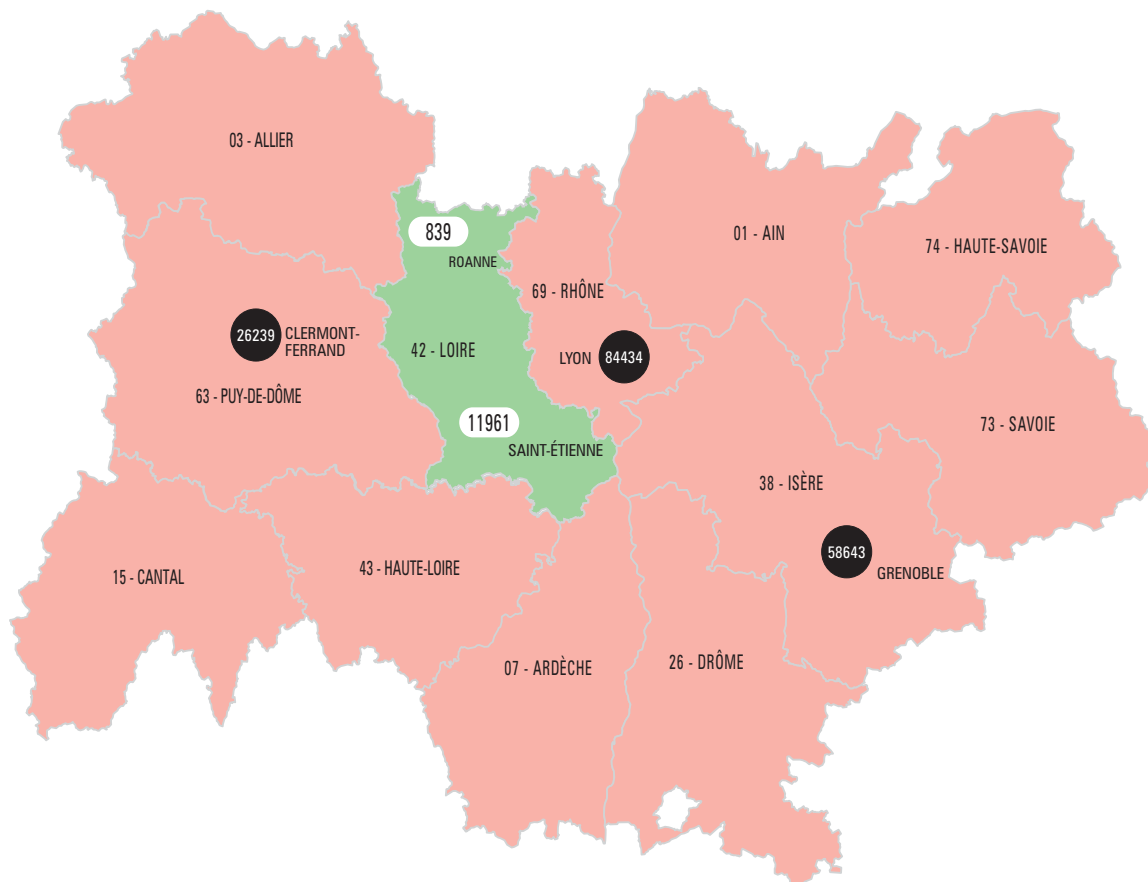 03 - ALLIER
839
ROANNE
01 - AIN
74 - HAUTE-SAVOIE
69 - RHÔNE
26239
CLERMONT-
FERRAND
42 - LOIRE
LYON
84434
63 - PUY-DE-DÔME
11961
SAINT-ÉTIENNE
73 - SAVOIE
38 - ISÈRE
58643
GRENOBLE
15 - CANTAL
43 - HAUTE-LOIRE
07 - ARDÈCHE
26 - DRÔME